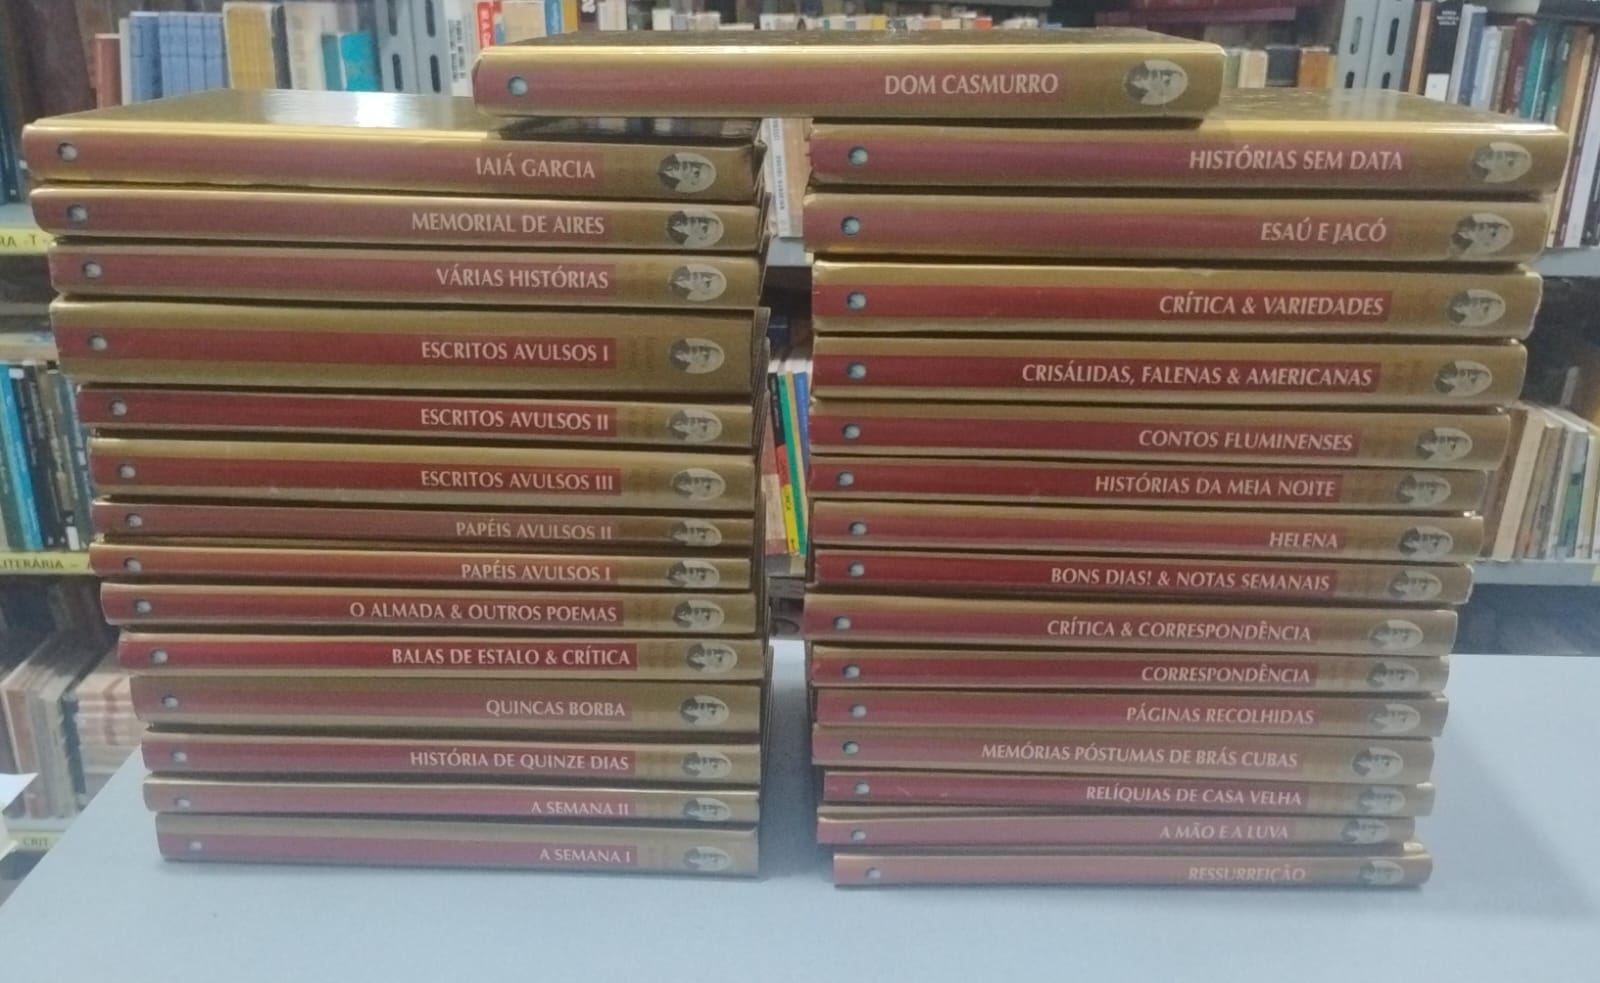 DOM CASMURRO
IAIÁ GARCIA
MEMORIAL DE AIRES
VÁRIAS HISTÓRIAS
ESCRITOS AVULSOS I
ESCRITOS AVULSOS II
ESCRITOS AVULSOS III
PAPÉIS AVULSOS II
PAPÉIS AVULSOS I
O ALMADA & OUTROS POEMAS
BALAS DE ESTALO & CRÍTICA
QUINCAS BORBA
HISTÓRIA DE QUINZE DIAS
A SEMANA II
A SEMANA I
HISTÓRIAS SEM DATA
ESAÚ E JACÓ
CRÍTICA & VARIEDADES
CRISÁLIDAS, FALENAS & AMERICANAS
CONTOS FLUMINENSES
HISTÓRIAS DA MEIA NOITE
HELENA
BONS DIAS! & NOTAS SEMANAIS
CRÍTICA & CORRESPONDÊNCIA
CORRESPONDÊNCIA
PÁGINAS RECOLHIDAS
MEMÓRIAS PÓSTUMAS DE BRÁS CUBAS
RELÍQUIAS DE CASA VELHA
A MÃO E A LUVA
RESSURREIÇÃO